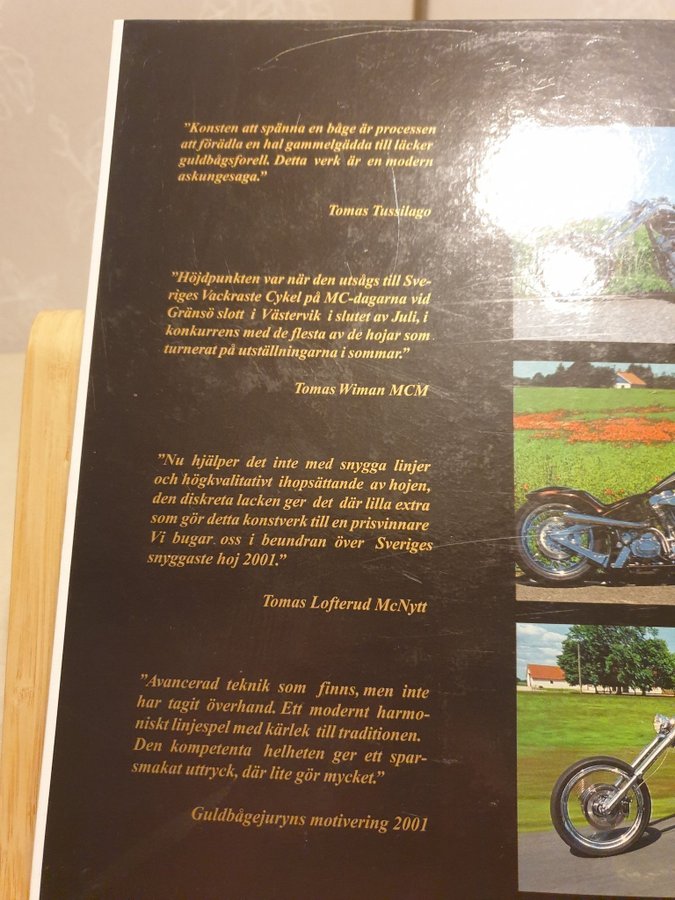 "Konsten att spänna en båge är processen
att förädla en hal gammelgädda till läcker
guldbågsforell. Detta verk är en modern
askungesaga."
Tomas Tussilago
"Höjdpunkten var när den utsågs till Sve-
riges Vackraste Cykel på MC-dagarna vid
Gränsö slott i Västervik i slutet av Juli, i
konkurrens med de flesta av de hojar som
turnerat på utställningarna i sommar."
Tomas Wiman MCM
"Nu hjälper det inte med snygga linjer
och högkvalitativt ihopsättande av hojen,
den diskreta lacken ger det där lilla extra
som gör detta konstverk till en prisvinnare
Vi bugar oss i beundran över Sveriges
snyggaste hoj 2001."
Tomas Lofterud McNytt
"Avancerad teknik som finns, men inte
har tagit överhand. Ett modernt harmo-
niskt linjespel med kärlek till traditionen.
Den kompetenta helheten ger ett spar-
smakat uttryck, där lite gör mycket."
Guldbågejuryns motivering 2001